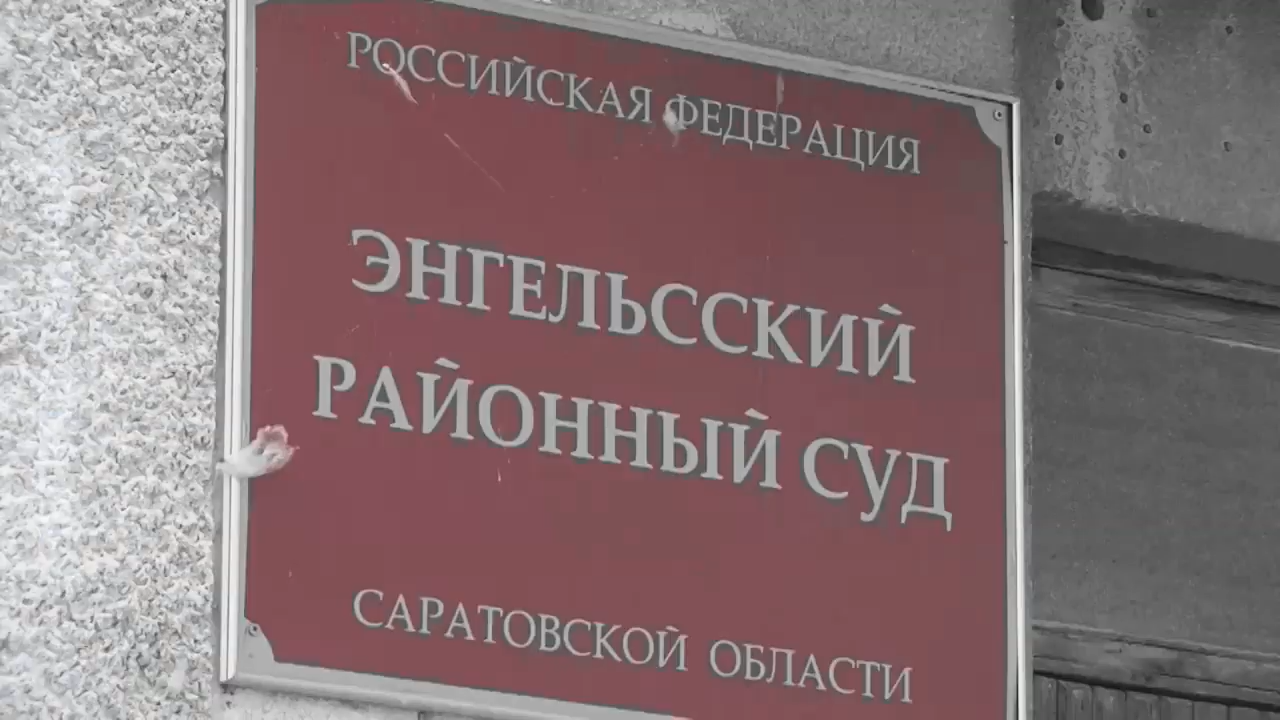 РОССИЙСКАЯ ФЕДЕРАЦИЯ
ЭНГЕЛЬССКИЙ
РАЙОННЫЙ СУД
САРАТОВСКОЙ ОБЛАСТИ